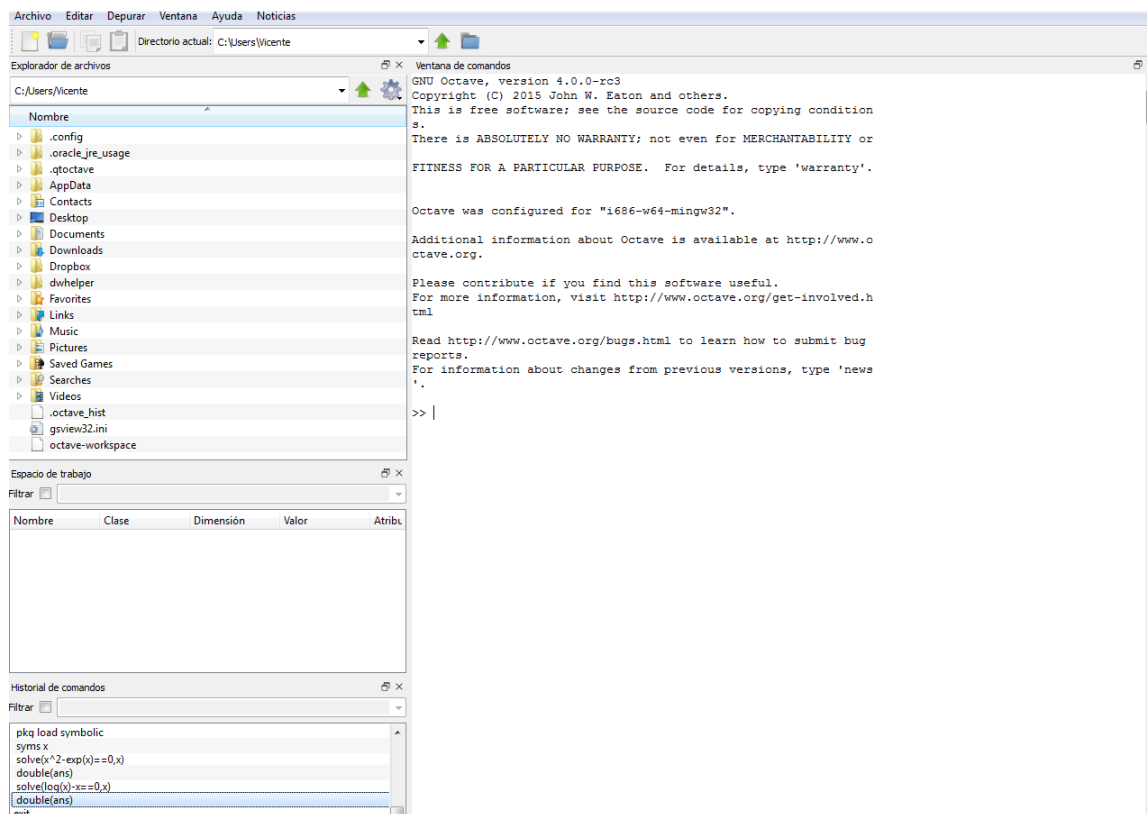 Archivo Editar Depurar Ventana Ayuda Noticias
Directorio actual: C:\Users\Vicente
Explorador de archivos
C:/Users/Vicente
Nombre
.config
.oracle_jre_usage
.qtoctave
AppData
Contacts
Desktop
Documents
Downloads
Dropbox
dwhelper
Favorites
Links
Music
Pictures
Saved Games
Searches
Videos
.octave_hist
gsview32.ini
octave-workspace
Espacio de trabajo
Filtrar
Nombre Clase Dimensión Valor Atribu
Historial de comandos
Filtrar
pkg load symbolic
syms x
solve(x^2-exp(x)==0,x)
double(ans)
solve(log(x)-x==0,x)
double(ans)
exit
Ventana de comandos
GNU Octave, version 4.0.0-rc3
Copyright (C) 2015 John W. Eaton and others.
This is free software; see the source code for copying condition
s.
There is ABSOLUTELY NO WARRANTY; not even for MERCHANTABILITY or
FITNESS FOR A PARTICULAR PURPOSE.  For details, type 'warranty'.
Octave was configured for "i686-w64-mingw32".
Additional information about Octave is available at http://www.o
ctave.org.
Please contribute if you find this software useful.
For more information, visit http://www.octave.org/get-involved.h
tml
Read http://www.octave.org/bugs.html to learn how to submit bug
reports.
For information about changes from previous versions, type 'news
'.
>>